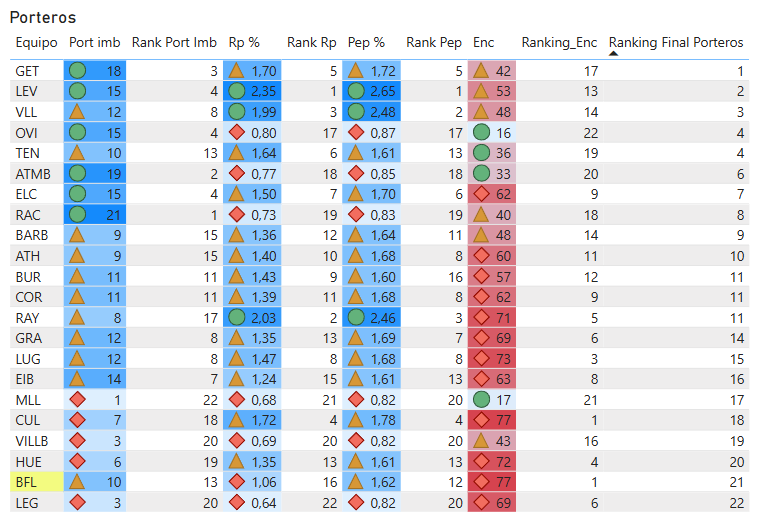 Porteros
Equipo Port imb Rank Port Imb Rp % Rank Rp Pep % Rank Pep Enc Ranking_Enc Ranking Final Porteros
GET 18 3 1,70 5 1,72 5 42 17 1
LEV 15 4 2,35 1 2,65 1 53 13 2
VLL 12 8 1,99 3 2,48 2 48 14 3
OVI 15 4 0,80 17 0,87 17 16 22 4
TEN 10 13 1,64 6 1,61 13 36 19 4
ATMB 19 2 0,77 18 0,85 18 33 20 6
ELC 15 4 1,50 7 1,70 6 62 9 7
RAC 21 1 0,73 19 0,83 19 40 18 8
BARB 9 15 1,36 12 1,64 11 48 14 9
ATH 9 15 1,40 10 1,68 8 60 11 10
BUR 11 11 1,43 9 1,60 16 57 12 11
COR 11 11 1,39 11 1,68 8 62 9 11
RAY 8 17 2,03 2 2,46 3 71 5 11
GRA 12 8 1,35 13 1,69 7 69 6 14
LUG 12 8 1,47 8 1,68 8 73 3 15
EIB 14 7 1,24 15 1,61 13 63 8 16
MLL 1 22 0,68 21 0,82 20 17 21 17
CUL 7 18 1,72 4 1,78 4 77 1 18
VILLB 3 20 0,69 20 0,82 20 43 16 19
HUE 6 19 1,35 13 1,61 13 72 4 20
BFL 10 13 1,06 16 1,62 12 77 1 21
LEG 3 20 0,64 22 0,82 20 69 6 22